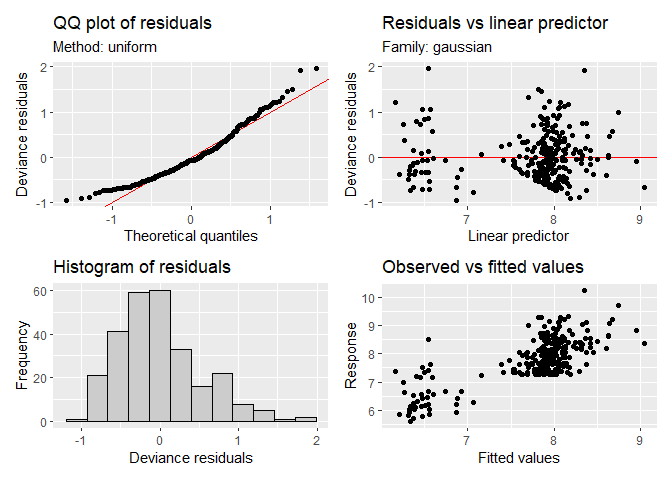 QQ plot of residuals
Method: uniform
Deviance residuals
2
1
0
-1
-1
0
1
Theoretical quantiles
Residuals vs linear predictor
Family: gaussian
Deviance residuals
2
1
0
-1
7
8
9
Linear predictor
Histogram of residuals
Frequency
60
40
20
0
-1
0
1
2
Deviance residuals
Observed vs fitted values
Response
10
9
8
7
6
7
8
9
Fitted values